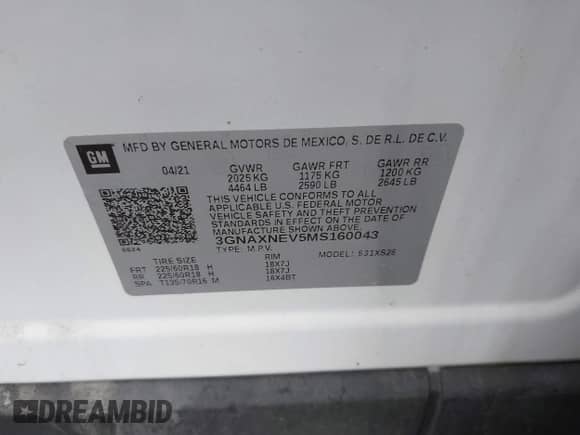 GM
MFD BY GENERAL MOTORS DE MEXICO, S. DE R.L. DE C.V.
04/21 GVWR GAWR FRT GAWR RR
2025 KG 1175 KG 1200 KG
4464 LB 2590 LB 2645 LB
THIS VEHICLE CONFORMS TO ALL
APPLICABLE U.S. FEDERAL MOTOR
VEHICLE SAFETY AND THEFT PREVENTION
STANDARDS IN EFFECT ON THE DATE OF
MANUFACTURE SHOWN ABOVE.
3GNAXNEV5MS160043
TYPE: M.P.V. MODEL: 531XS26
6624
TIRE SIZE RIM
FRT 225/60R18 H 18X7J
RR 225/60R18 H 18X7J
SPA T135/70R16 M 16X4BT
DREAMBID